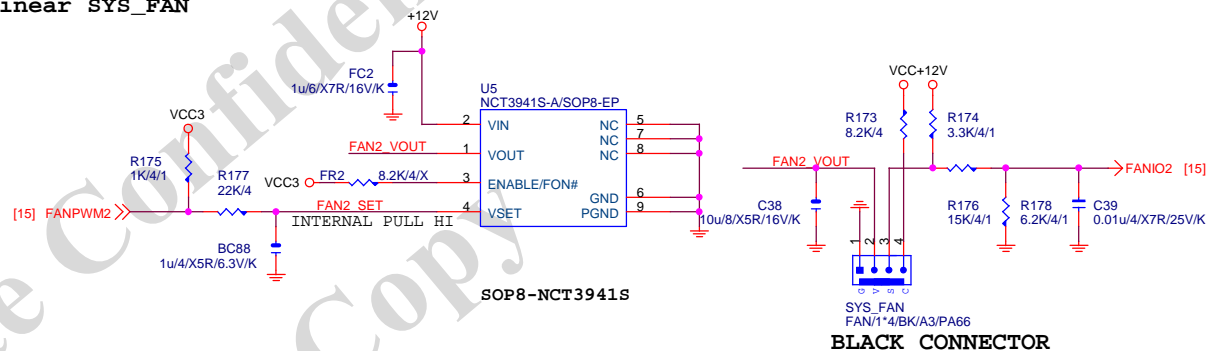 inear SYS_FAN
+12V
FC2
1u/6/X7R/16V/K
U5
NCT3941S-A/SOP8-EP
VCC3
R175
1K/4/1
R177
22K/4
[15] FANPWM2
BC88
1u/4/X5R/6.3V/K
VCC3
FR2
8.2K/4/X
FAN2_VOUT
FAN2_SET
INTERNAL PULL HI
2 VIN
1 VOUT
3 ENABLE/FON#
4 VSET
NC 5
NC 7
NC 8
GND 6
PGND 9
SOP8-NCT3941S
VCC +12V
R173
8.2K/4
R174
3.3K/4/1
FAN2_VOUT
FANIO2 [15]
C38
10u/8/X5R/16V/K
R176
15K/4/1
R178
6.2K/4/1
C39
0.01u/4/X7R/25V/K
1 2 3 4
G V S C
SYS_FAN
FAN/1*4/BK/A3/PA66
BLACK CONNECTOR
Confiden
Copy
te